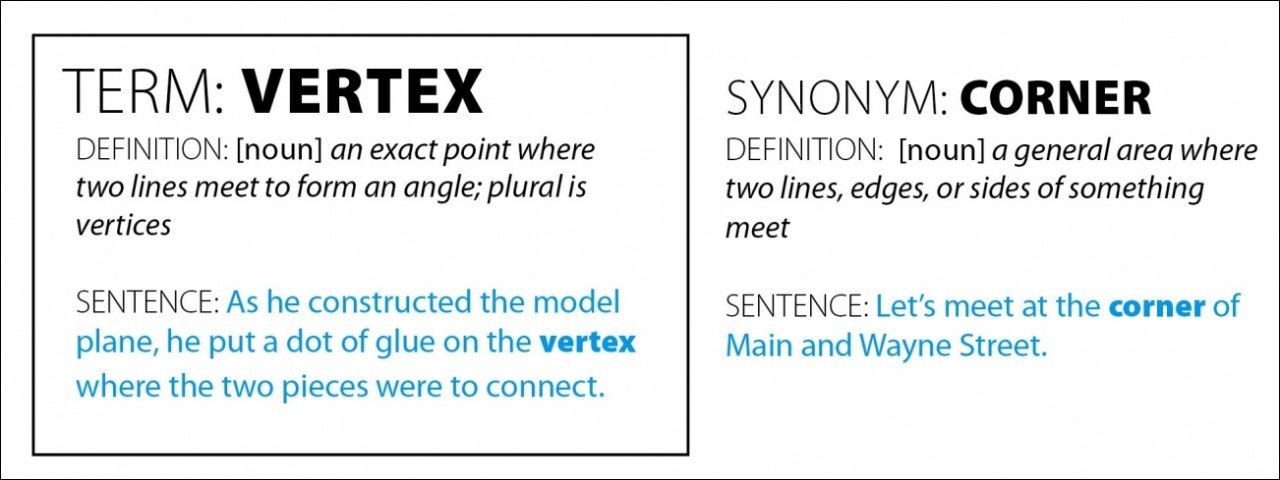 TERM: VERTEX
DEFINITION: [noun] an exact point where
two lines meet to form an angle; plural is
vertices
SENTENCE: As he constructed the model
plane, he put a dot of glue on the vertex
where the two pieces were to connect.
SYNONYM: CORNER
DEFINITION: [noun] a general area where
two lines, edges, or sides of something
meet
SENTENCE: Let’s meet at the corner of
Main and Wayne Street.